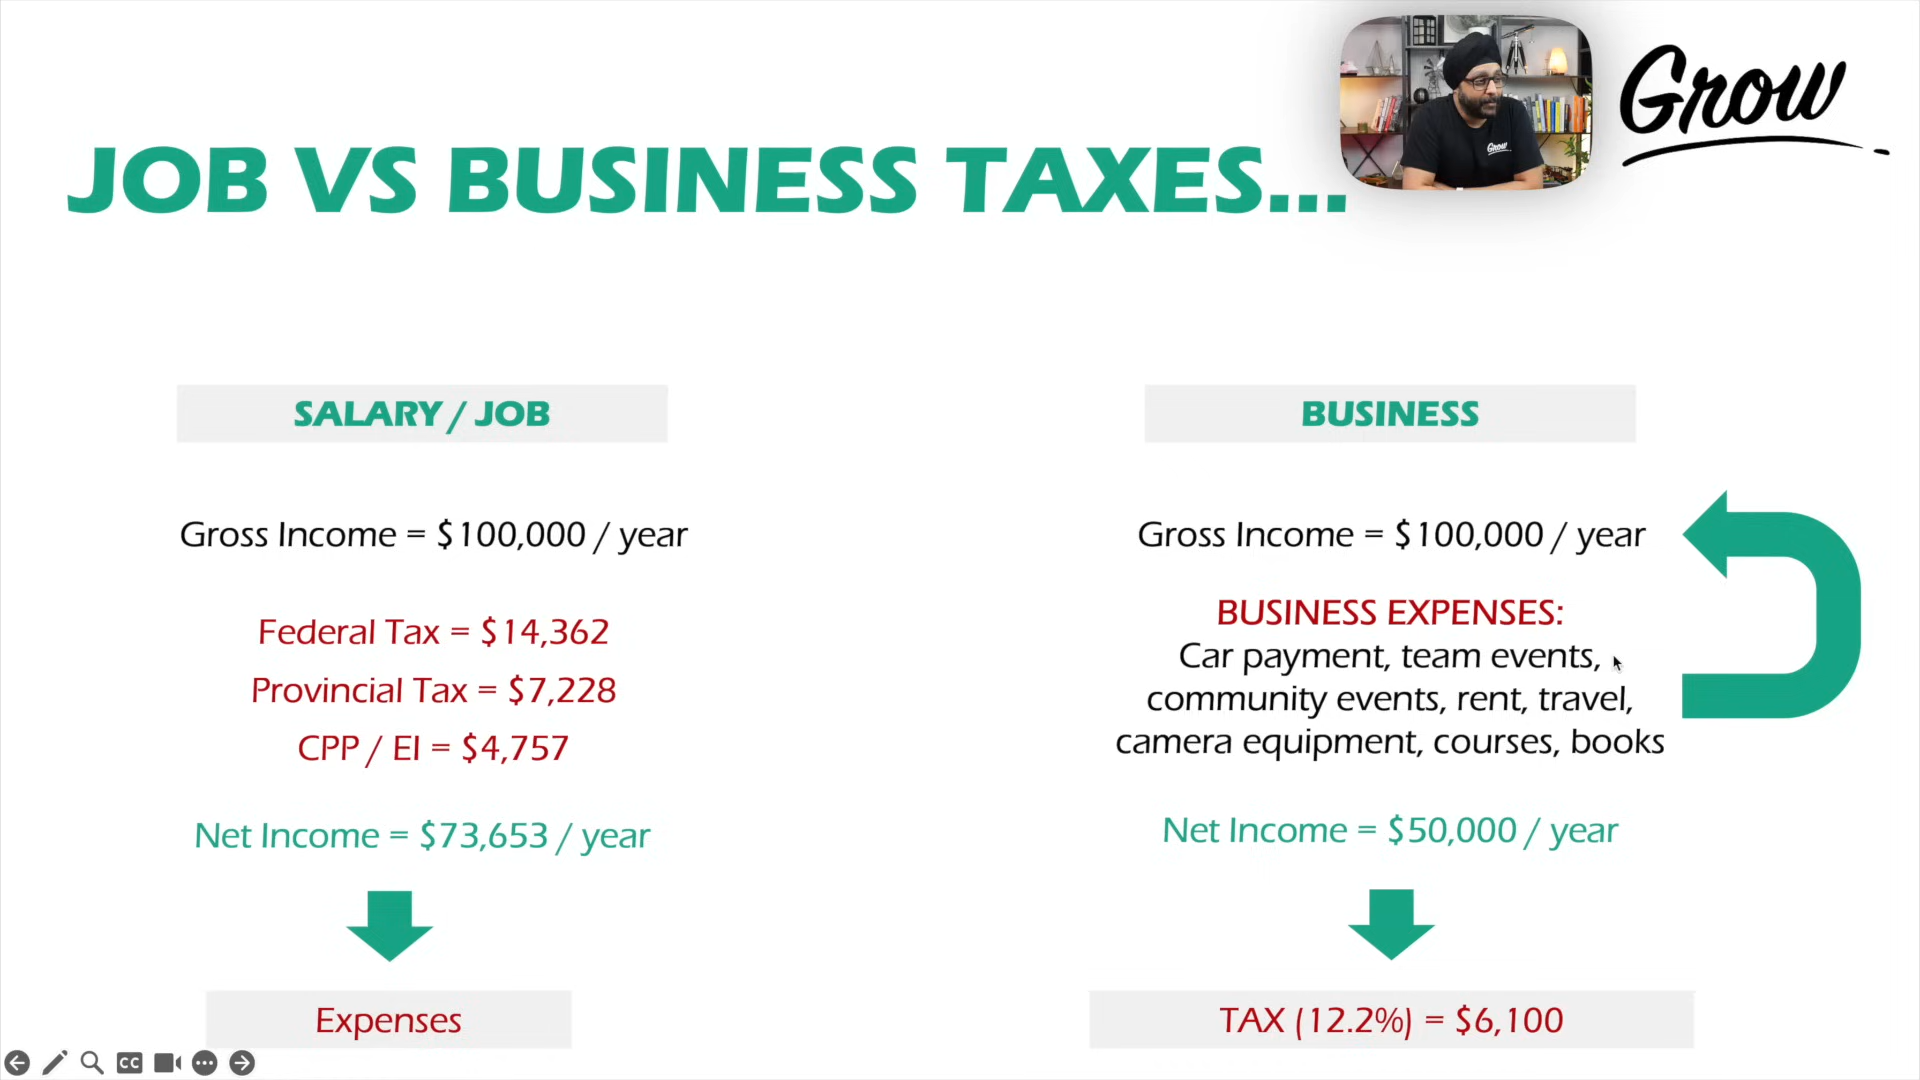 Grow
Grow
JOB VS BUSINESS TAXES...
SALARY / JOB
Gross Income = $100,000 / year
Federal Tax = $14,362
Provincial Tax = $7,228
CPP / EI = $4,757
Net Income = $73,653 / year
Expenses
BUSINESS
Gross Income = $100,000 / year
BUSINESS EXPENSES:
Car payment, team events,
community events, rent, travel,
camera equipment, courses, books
Net Income = $50,000 / year
TAX (12.2%) = $6,100
CC